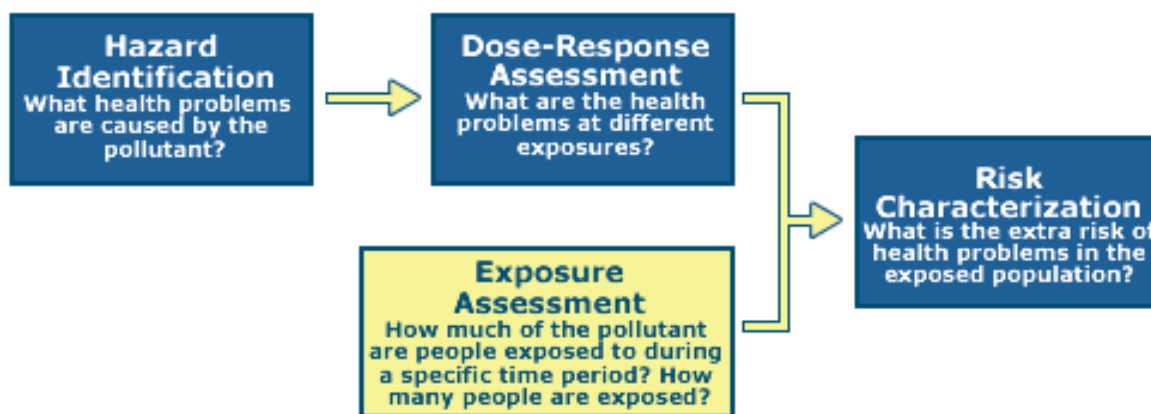 Hazard
Identification
What health problems
are caused by the
pollutant?
Dose-Response
Assessment
What are the health
problems at different
exposures?
Exposure
Assessment
How much of the pollutant
are people exposed to during
a specific time period? How
many people are exposed?
Risk
Characterization
What is the extra risk of
health problems in the
exposed population?